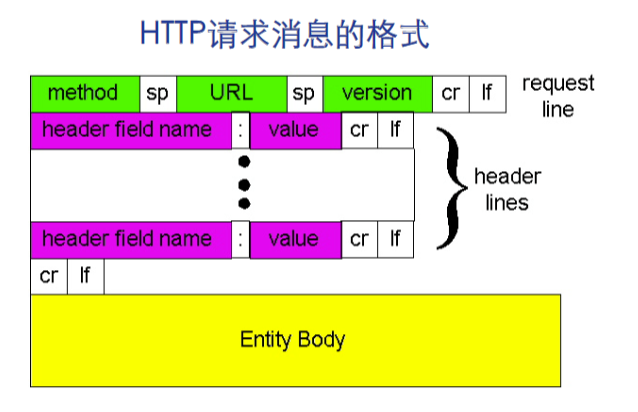 HTTP请求消息的格式
method sp URL sp version cr lf request line
header field name : value cr lf
header lines
header field name : value cr lf
cr lf
Entity Body